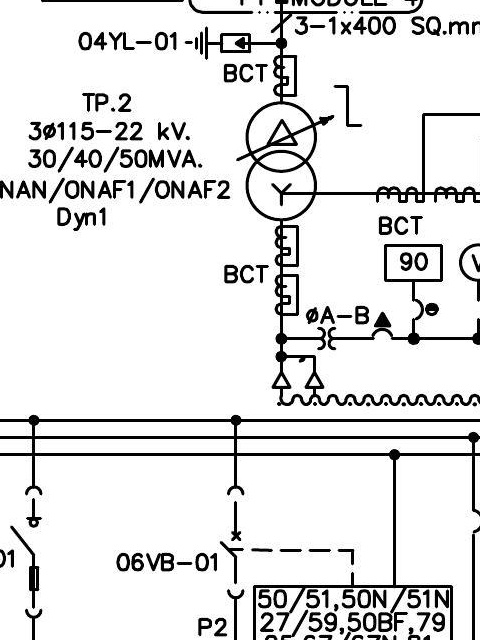 MODULE 4
3-1x400 SQ.mm
04YL-01
BCT
TP.2
3ø115-22 kV.
30/40/50MVA.
NAN/ONAF1/ONAF2
Dyn1
BCT
90
V
BCT
øA-B
01
06VB-01
50/51,50N/51N
27/59,50BF,79
P2